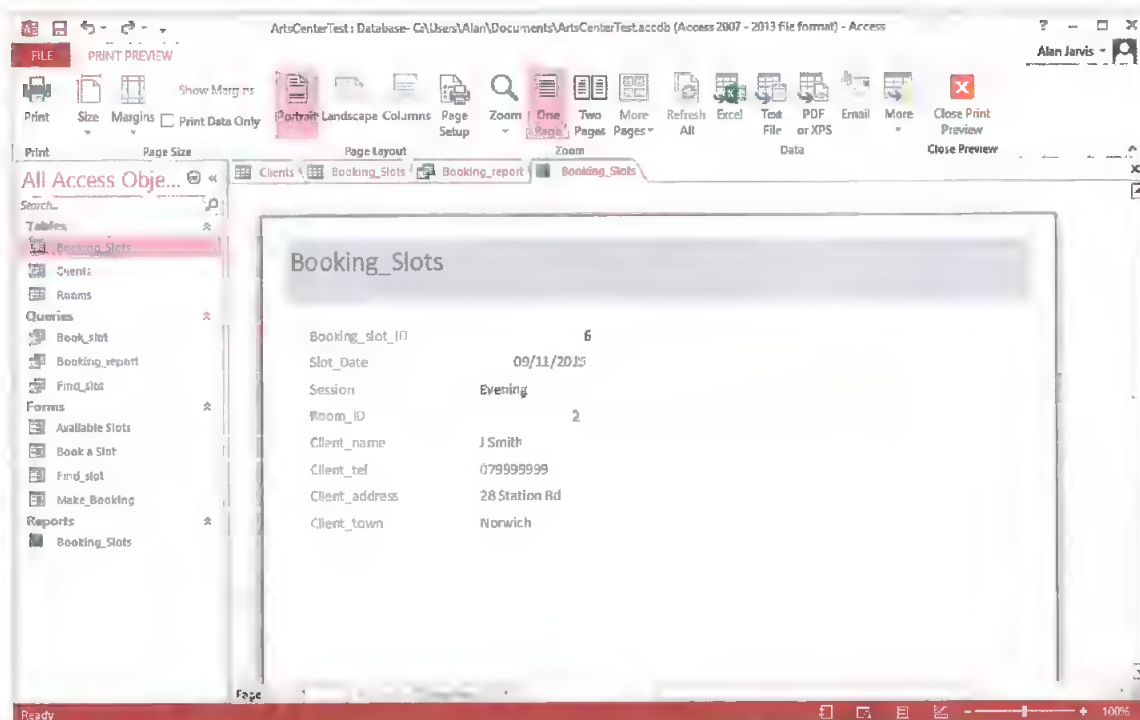 ArtsCenterTest : Database- C:\Users\Alan\Documents\ArtsCenterTest.accdb (Access 2007 - 2013 file format) - Access
?
FILE PRINT PREVIEW
Alan Jarvis
Print
Size
Margins
Show Margins
Print Data Only
Portrait Landscape Columns
Page Setup
Zoom
One Page
Two Pages
More Pages
Refresh All
Excel
Text File
PDF or XPS
Email
More
Close Print Preview
Print Page Size Page Layout Zoom Data Close Preview
All Access Obje...
Clients Booking_Slots Booking_report Booking_Slots
Search...
Tables
Booking_Slots
Clients
Rooms
Queries
Book_slot
Booking_report
Find_slot
Forms
Available Slots
Book a Slot
Find_slot
Make_Booking
Reports
Booking_Slots
Booking_Slots
Booking_slot_ID 6
Slot_Date 09/11/2015
Session Evening
Room_ID 2
Client_name J Smith
Client_tel 079999999
Client_address 28 Station Rd
Client_town Norwich
Page
Ready
100%